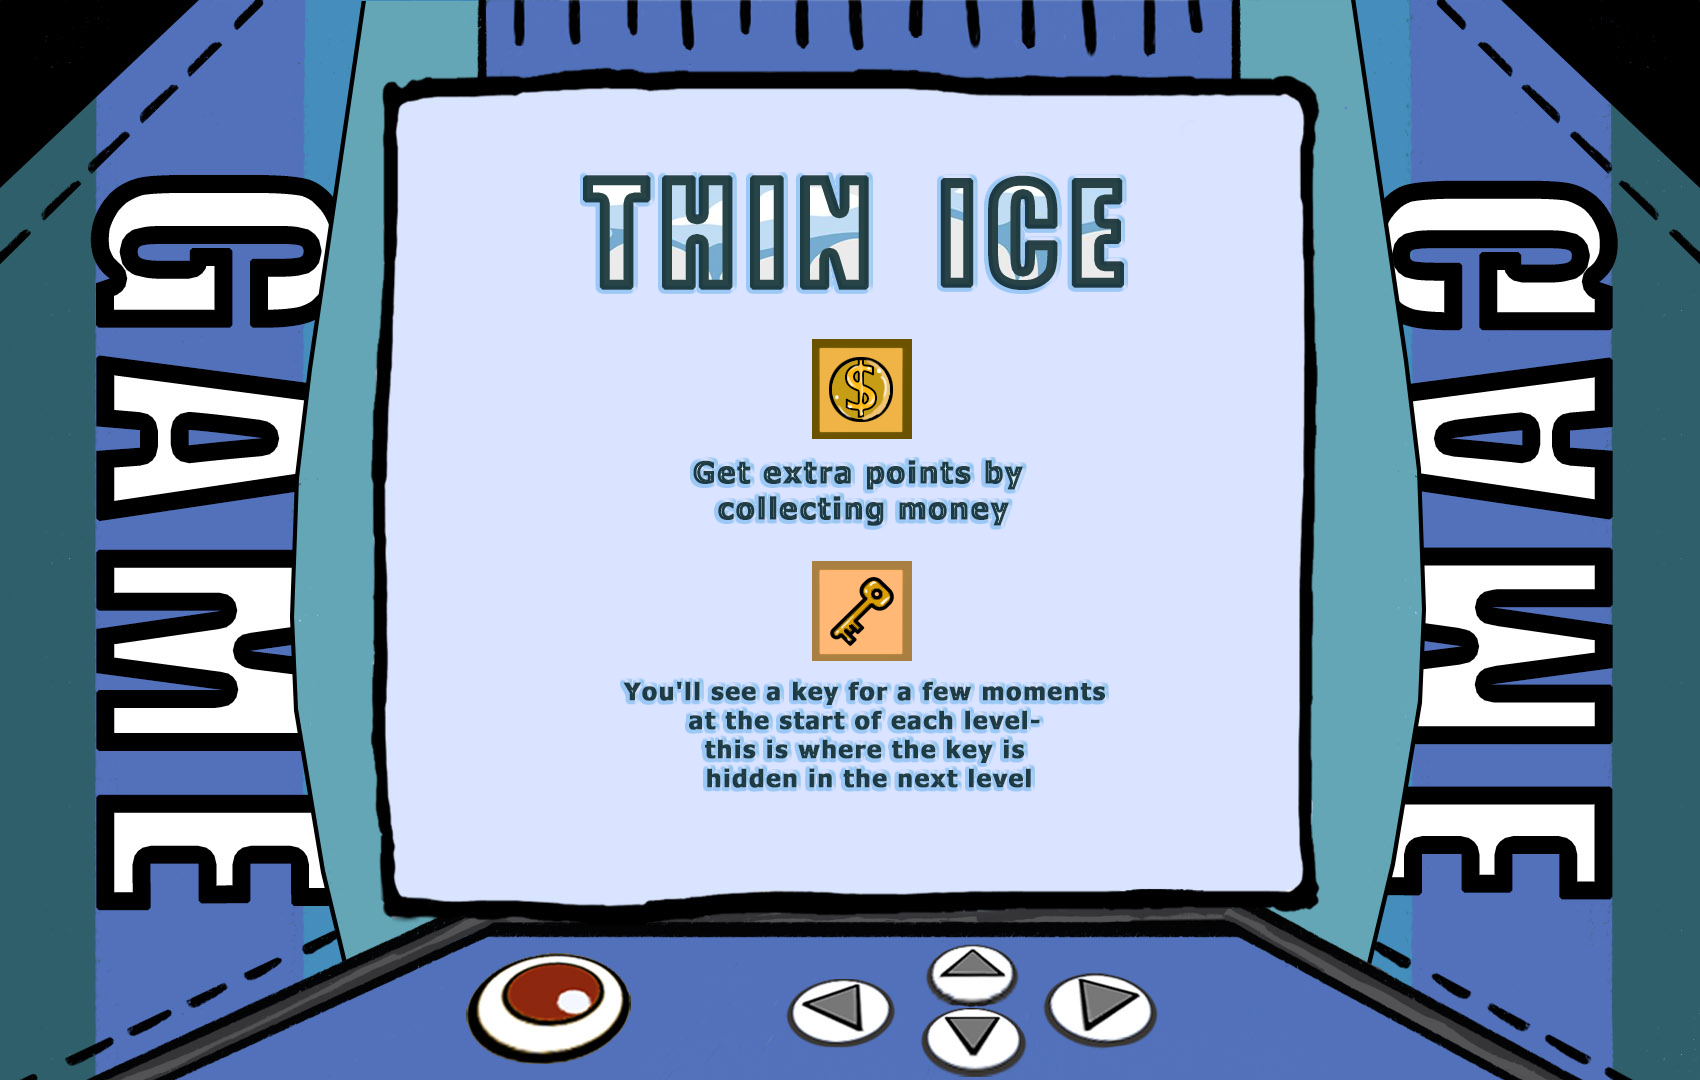 GAME
THIN ICE
$
Get extra points by
collecting money
You'll see a key for a few moments
at the start of each level-
this is where the key is
hidden in the next level
GAME